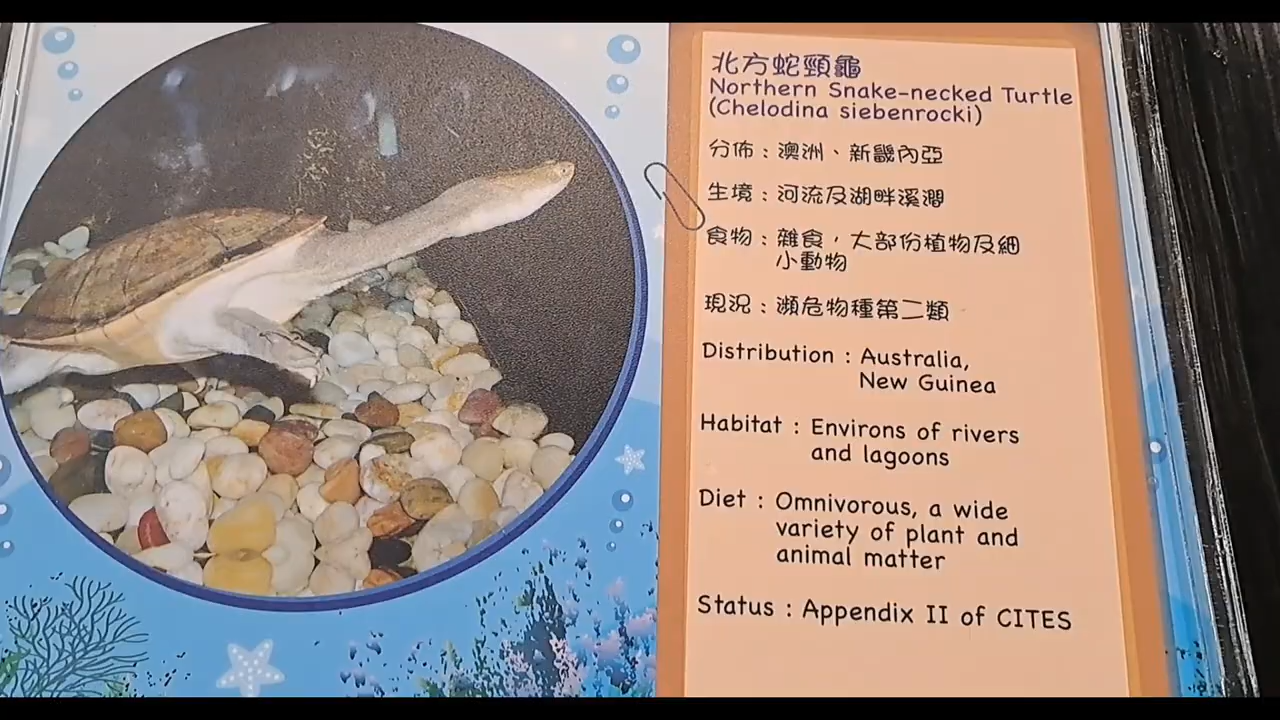 北方蛇頸龜
Northern Snake-necked Turtle
(Chelodina siebenrocki)
分佈：澳洲、新畿內亞
生境：河流及湖畔溪澗
食物：雜食，大部份植物及細
小動物
現況：瀕危物種第二類
Distribution : Australia,
New Guinea
Habitat : Environs of rivers
and lagoons
Diet : Omnivorous, a wide
variety of plant and
animal matter
Status : Appendix II of CITES